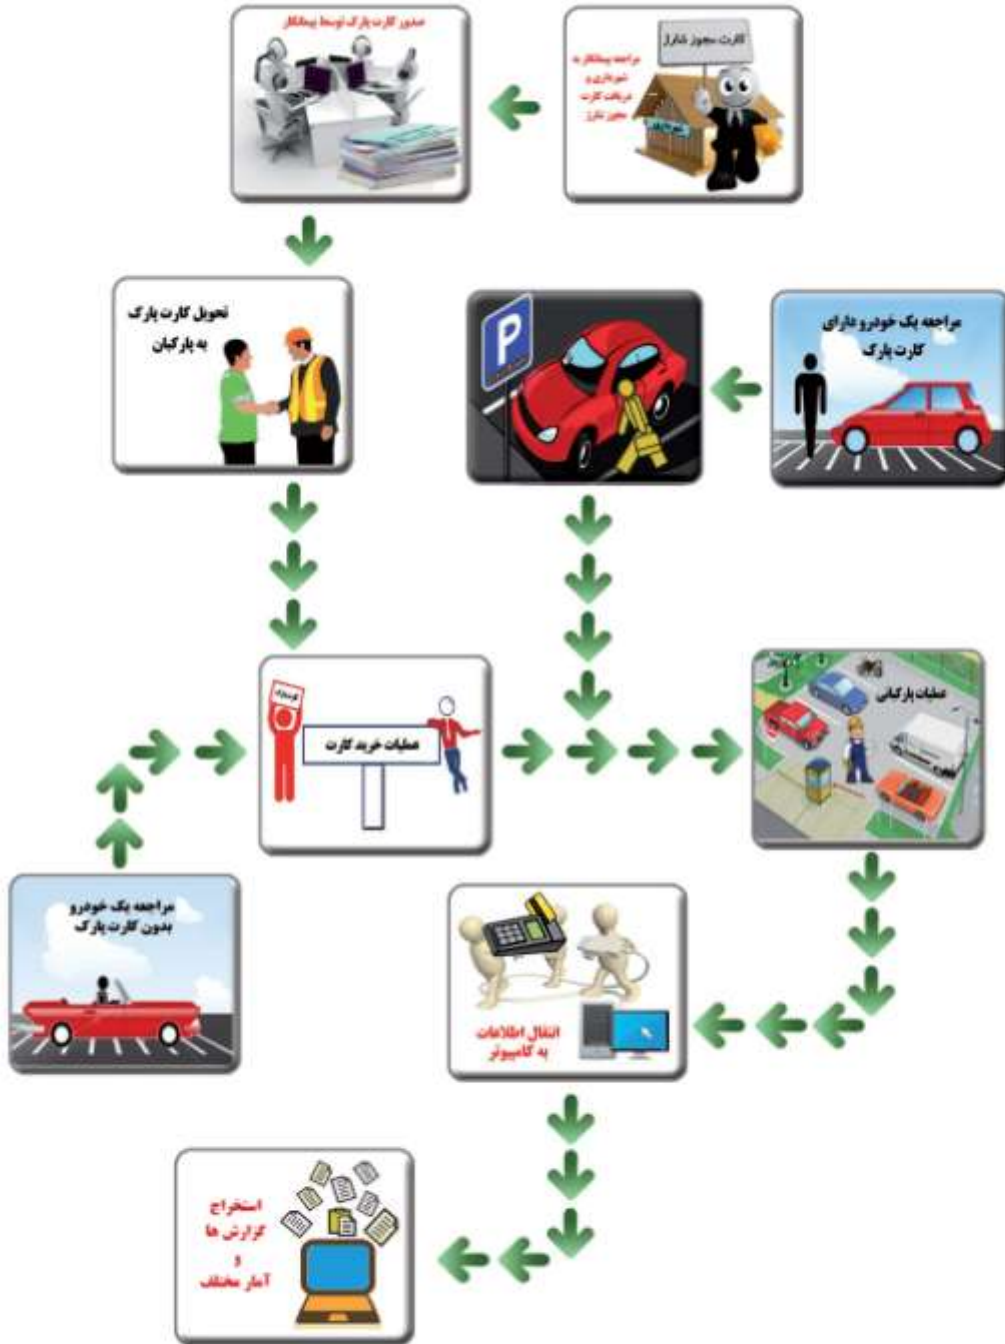 کارت مجوز شارژ
مراجعه پیمانکار به
شهرداری و
دریافت کارت
مجوز شارژ
صدور کارت پارک توسط پیمانکار
تحویل کارت پارک
به پارکبان
P
مراجعه یک خودرو دارای
کارت پارک
عملیات خرید کارت
عملیات پارکبانی
مراجعه یک خودرو
بدون کارت پارک
انتقال اطلاعات
به کامپیوتر
استخراج
گزارش ها
و
آمار مختلف